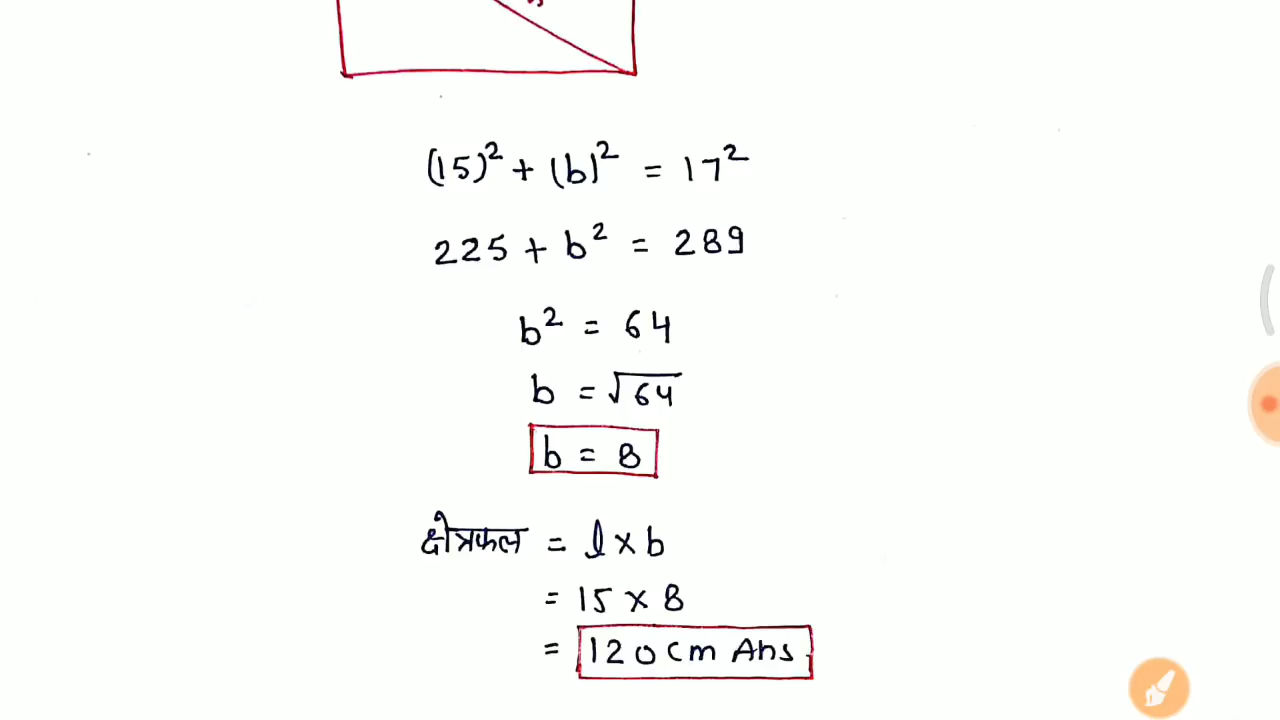 (15)² + (b)² = 17²
225 + b² = 289
b² = 64
b = √64
b = 8
क्षेत्रफल = l × b
= 15 × 8
= 120 cm Ans